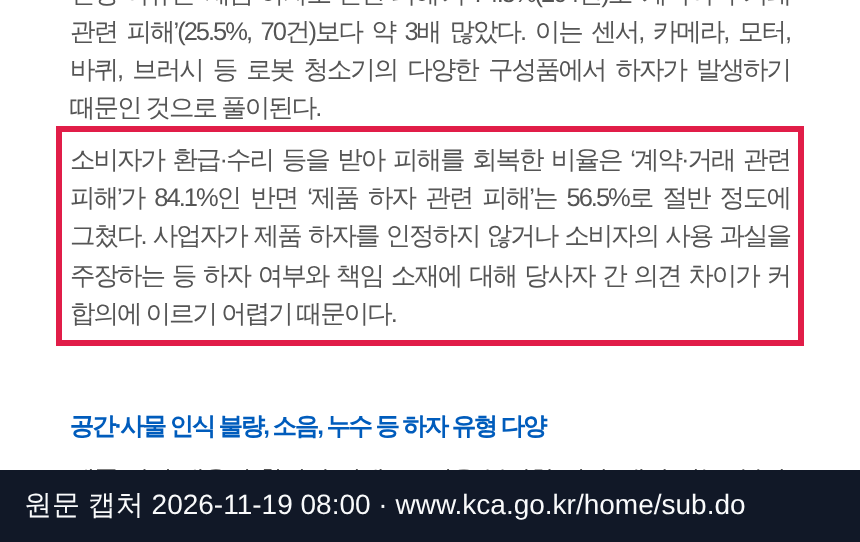 관련 피해’(25.5%, 70건)보다 약 3배 많았다. 이는 센서, 카메라, 모터,
바퀴, 브러시 등 로봇 청소기의 다양한 구성품에서 하자가 발생하기
때문인 것으로 풀이된다.
소비자가 환급·수리 등을 받아 피해를 회복한 비율은 ‘계약·거래 관련
피해’가 84.1%인 반면 ‘제품 하자 관련 피해’는 56.5%로 절반 정도에
그쳤다. 사업자가 제품 하자를 인정하지 않거나 소비자의 사용 과실을
주장하는 등 하자 여부와 책임 소재에 대해 당사자 간 의견 차이가 커
합의에 이르기 어렵기 때문이다.
공간·사물 인식 불량, 소음, 누수 등 하자 유형 다양
원문 캡처 2026-11-19 08:00 · www.kca.go.kr/home/sub.do